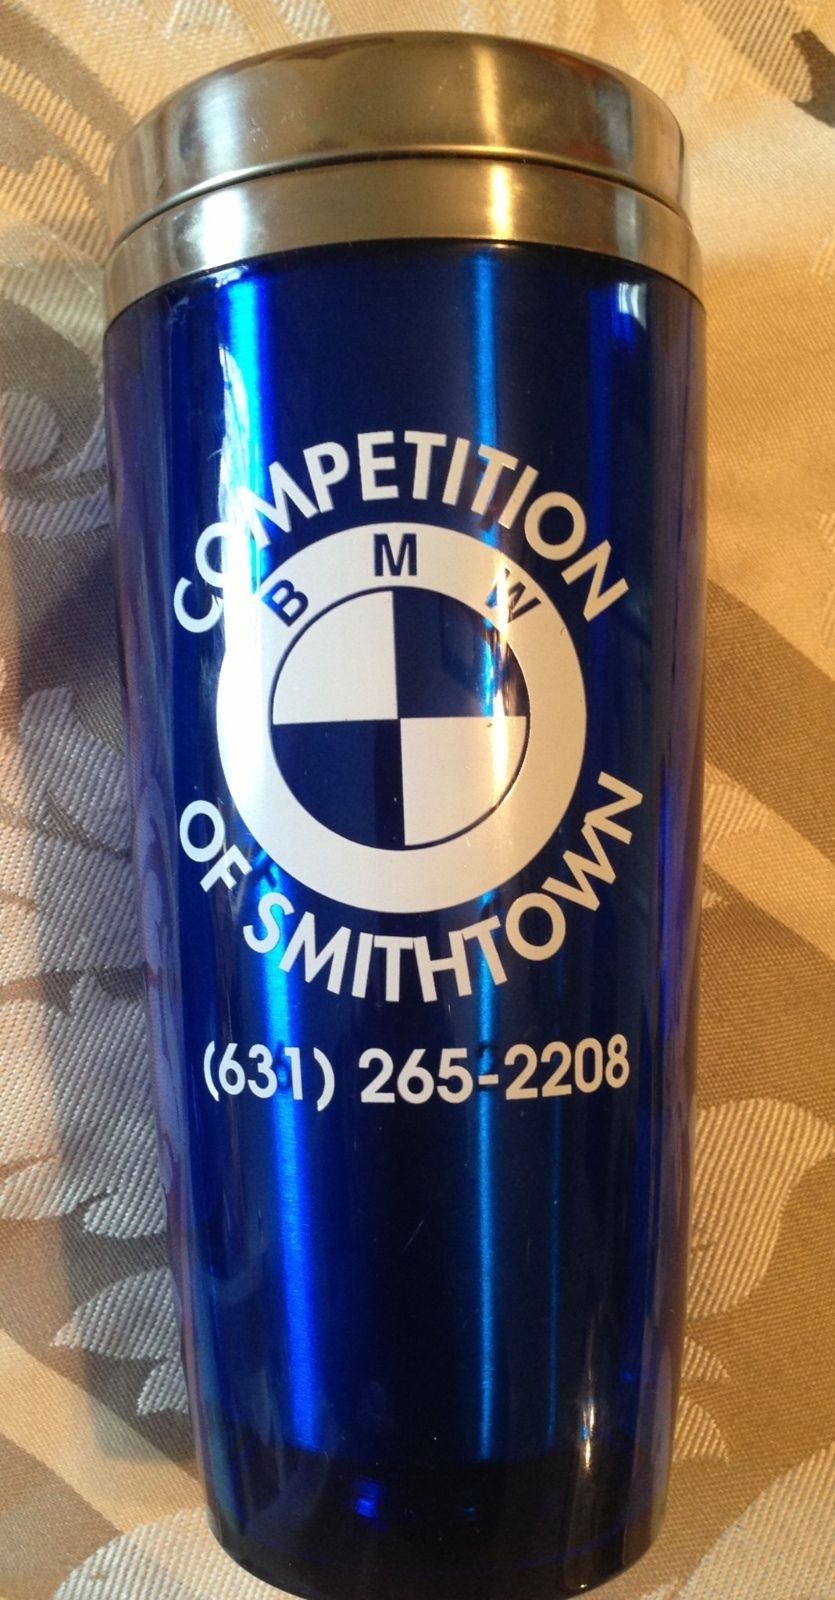 COMPETITION
BMW
OF SMITHTOWN
(631) 265-2208